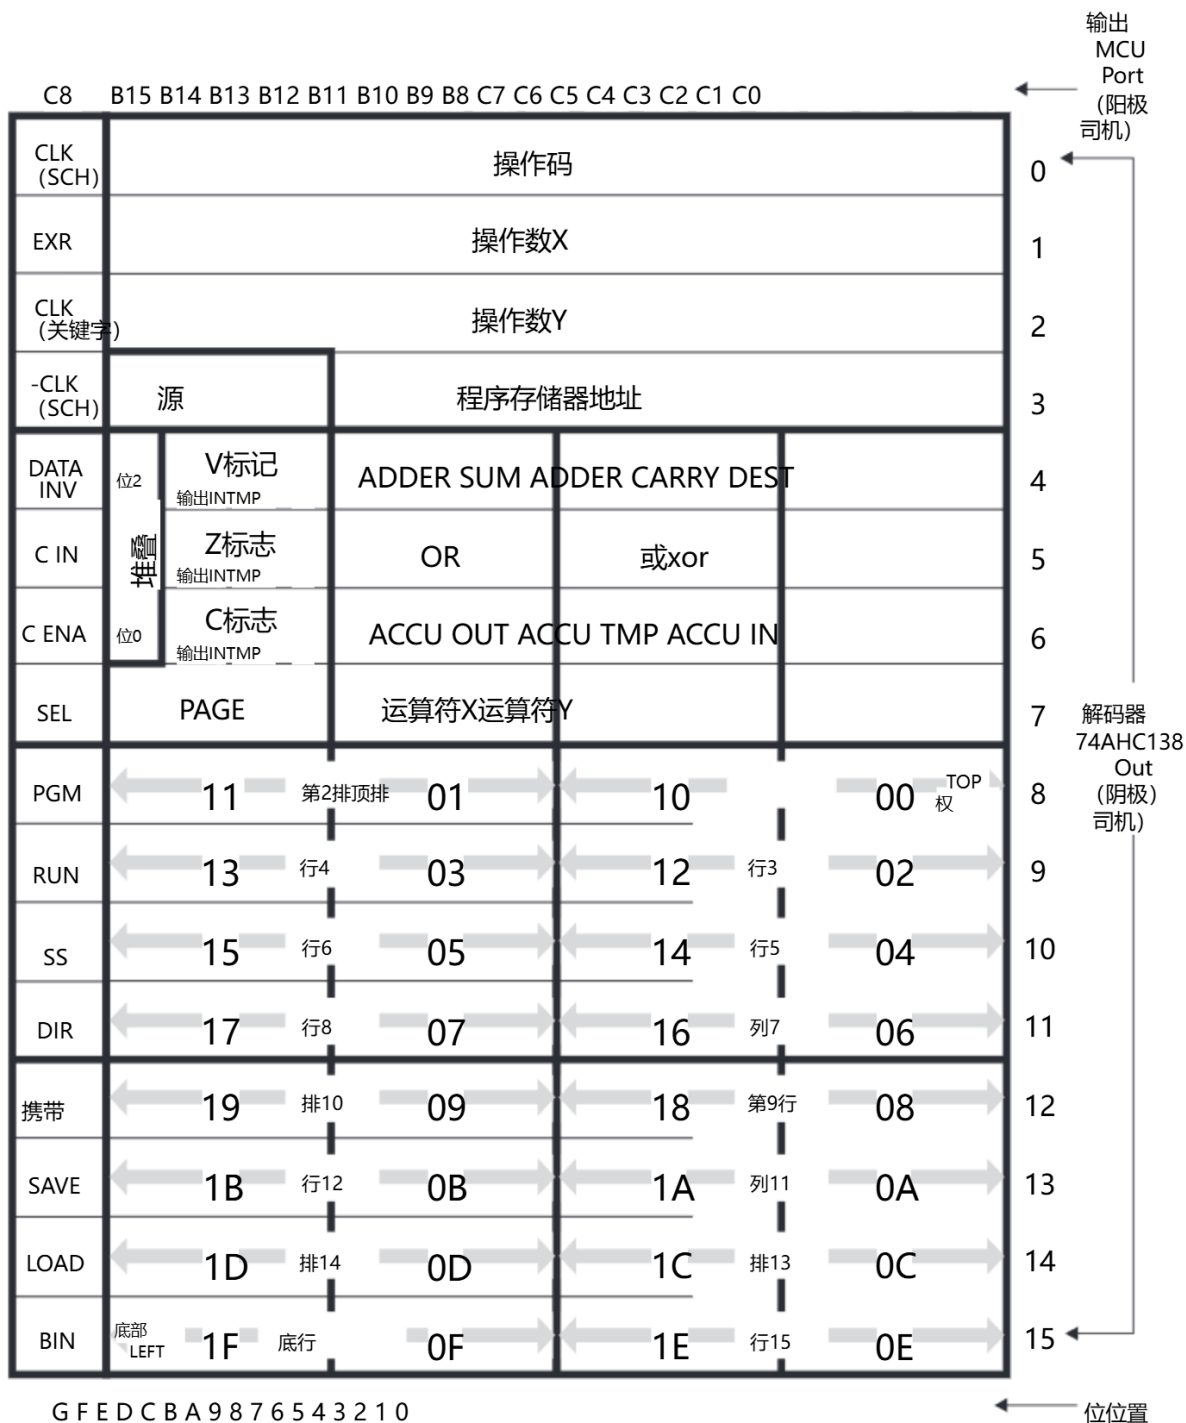 输出
MCU
Port
（阳极
司机）
C8 B15 B14 B13 B12 B11 B10 B9 B8 C7 C6 C5 C4 C3 C2 C1 C0
CLK
（SCH）
操作码
0
EXR
操作数X
1
CLK
（关键字）
操作数Y
2
-CLK
（SCH）
源
程序存储器地址
3
DATA
INV
位2
V标记
输出INTMP
ADDER SUM ADDER CARRY DEST
4
堆叠
C IN
Z标志
输出INTMP
OR
或xor
5
C ENA
位0
C标志
输出INTMP
ACCU OUT ACCU TMP ACCU IN
6
SEL
PAGE
运算符X运算符Y
7
解码器
74AHC138
Out
（阴极）
司机）
PGM
11
第2排顶排
01
10
00
TOP
权
8
RUN
13
行4
03
12
行3
02
9
SS
15
行6
05
14
行5
04
10
DIR
17
行8
07
16
列7
06
11
携带
19
排10
09
18
第9行
08
12
SAVE
1B
行12
0B
1A
列11
0A
13
LOAD
1D
排14
0D
1C
排13
0C
14
BIN
底部
LEFT
1F
底行
0F
1E
行15
0E
15
G F E D C B A 9 8 7 6 5 4 3 2 1 0
位位置